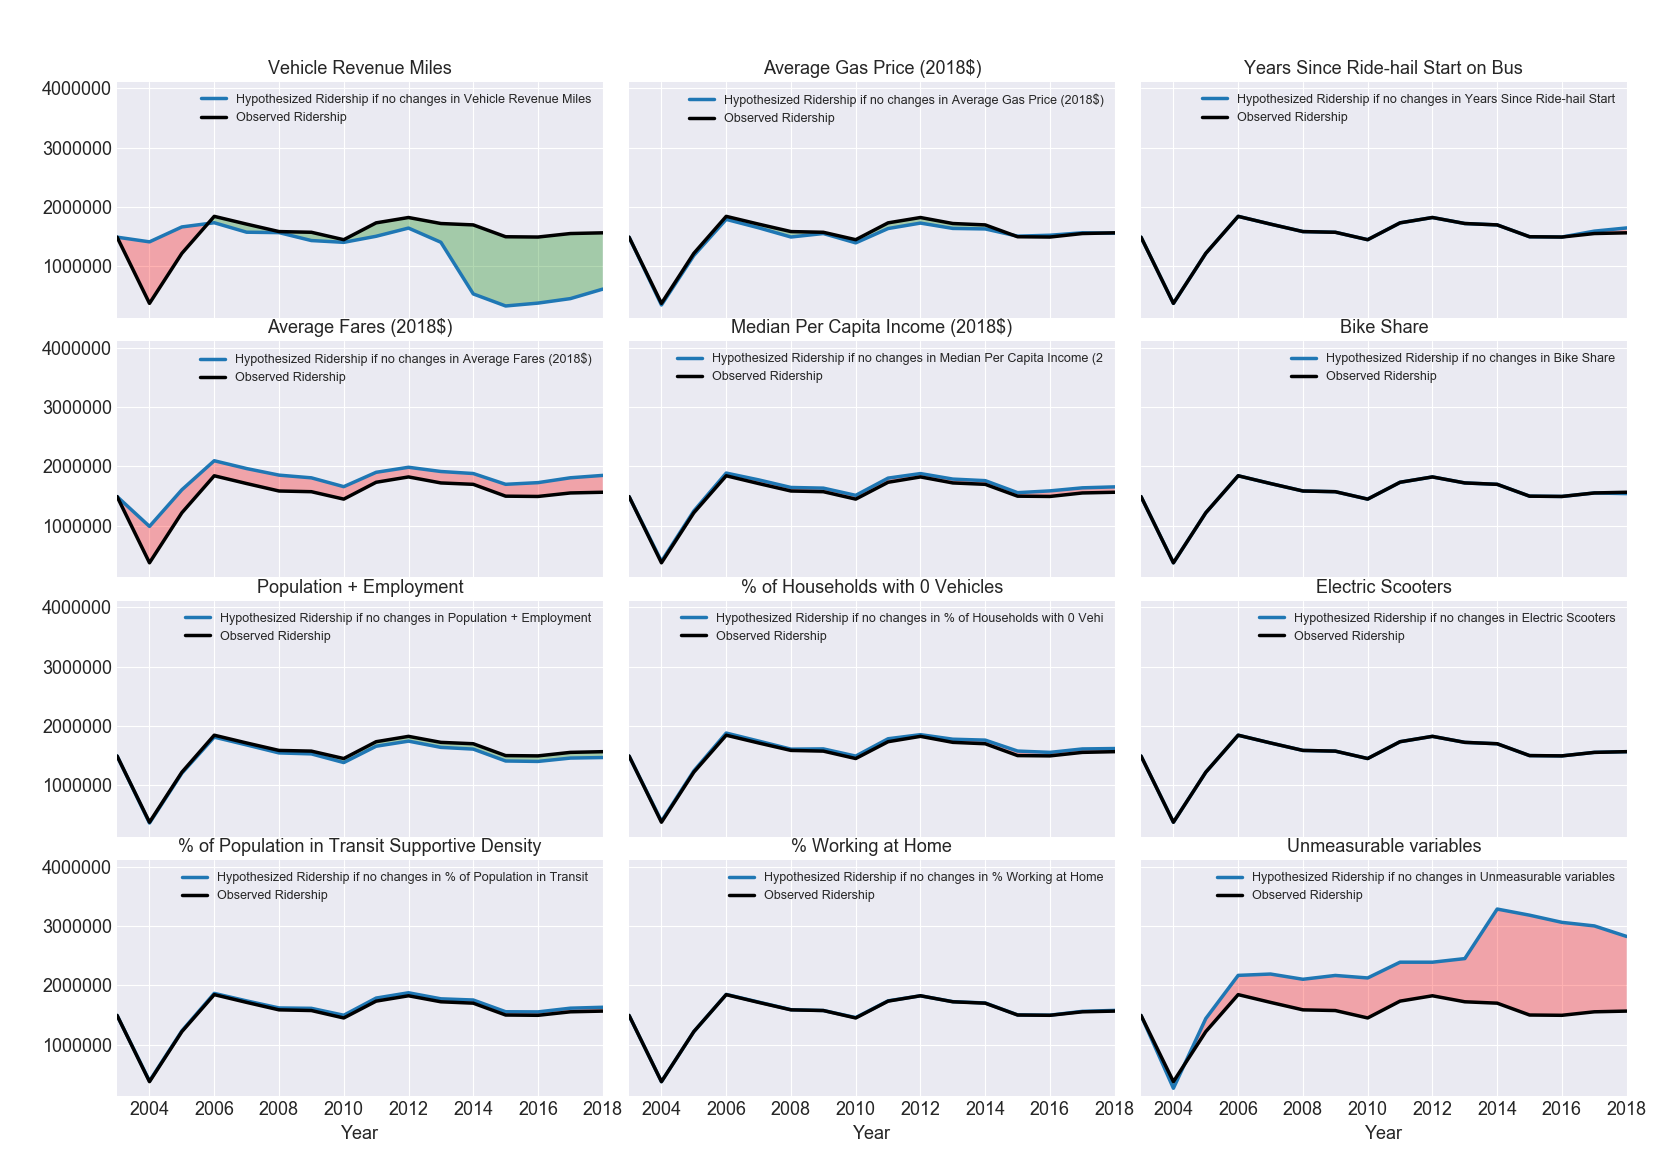 Vehicle Revenue Miles
4000000
3000000
2000000
1000000
Hypothesized Ridership if no changes in Vehicle Revenue Miles
Observed Ridership
Average Gas Price (2018$)
Hypothesized Ridership if no changes in Average Gas Price (2018$)
Observed Ridership
Years Since Ride-hail Start on Bus
Hypothesized Ridership if no changes in Years Since Ride-hail Start
Observed Ridership
Average Fares (2018$)
4000000
3000000
2000000
1000000
Hypothesized Ridership if no changes in Average Fares (2018$)
Observed Ridership
Median Per Capita Income (2018$)
Hypothesized Ridership if no changes in Median Per Capita Income (2
Observed Ridership
Bike Share
Hypothesized Ridership if no changes in Bike Share
Observed Ridership
Population + Employment
4000000
3000000
2000000
1000000
Hypothesized Ridership if no changes in Population + Employment
Observed Ridership
% of Households with 0 Vehicles
Hypothesized Ridership if no changes in % of Households with 0 Vehi
Observed Ridership
Electric Scooters
Hypothesized Ridership if no changes in Electric Scooters
Observed Ridership
% of Population in Transit Supportive Density
4000000
3000000
2000000
1000000
Hypothesized Ridership if no changes in % of Population in Transit
Observed Ridership
2004 2006 2008 2010 2012 2014 2016 2018
Year
% Working at Home
Hypothesized Ridership if no changes in % Working at Home
Observed Ridership
2004 2006 2008 2010 2012 2014 2016 2018
Year
Unmeasurable variables
Hypothesized Ridership if no changes in Unmeasurable variables
Observed Ridership
2004 2006 2008 2010 2012 2014 2016 2018
Year